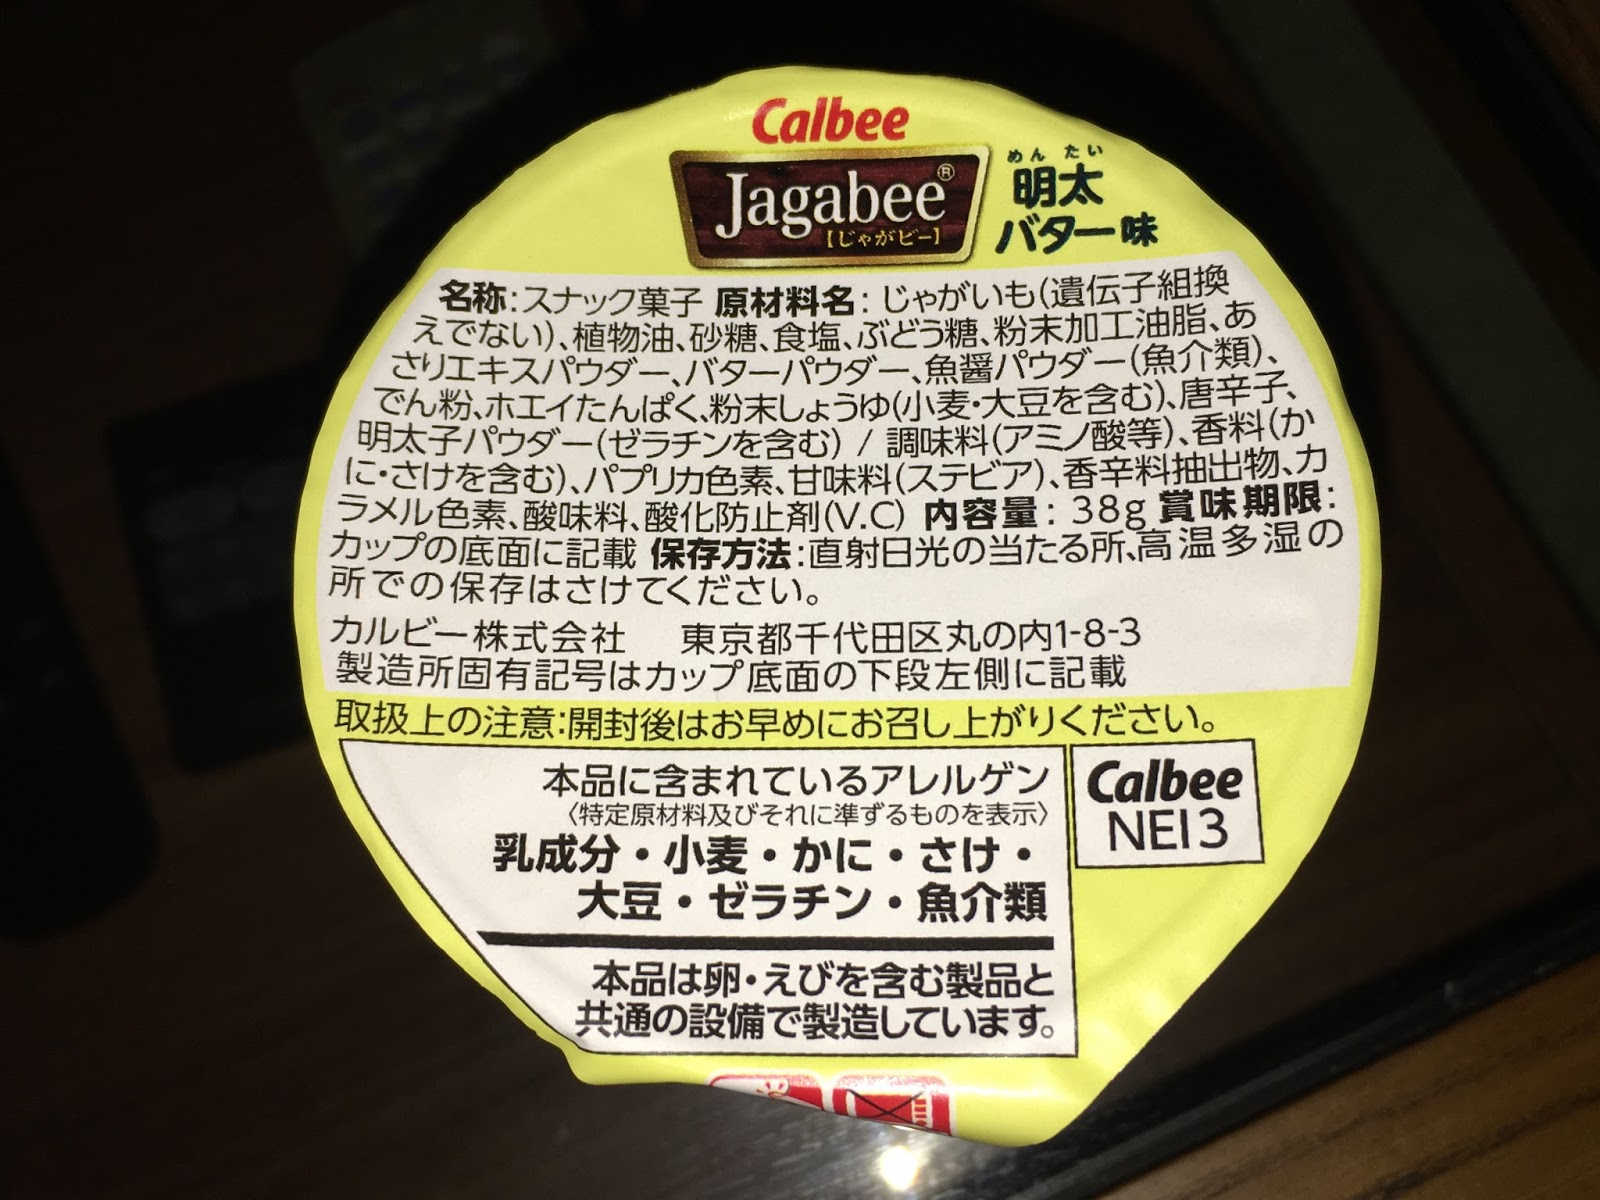 Calbee
Jagabee®
【じゃがビー】
めんたい
明太
バター味
名称:スナック菓子 原材料名:じゃがいも(遺伝子組換
えでない)、植物油、砂糖、食塩、ぶどう糖、粉末加工油脂、あ
さりエキスパウダー、バターパウダー、魚醤パウダー(魚介類)、
でん粉、ホエイたんぱく、粉末しょうゆ(小麦・大豆を含む)、唐辛子、
明太子パウダー(ゼラチンを含む) / 調味料(アミノ酸等)、香料(か
に・さけを含む)、パプリカ色素、甘味料(ステビア)、香辛料抽出物、カ
ラメル色素、酸味料、酸化防止剤(V.C) 内容量:38g 賞味期限:
カップの底面に記載 保存方法:直射日光の当たる所、高温多湿の
所での保存はさけてください。
カルビー株式会社 東京都千代田区丸の内1-8-3
製造所固有記号はカップ底面の下段左側に記載
取扱上の注意:開封後はお早めにお召し上がりください。
本品に含まれているアレルゲン
〈特定原材料及びそれに準ずるものを表示〉
乳成分・小麦・かに・さけ・
大豆・ゼラチン・魚介類
本品は卵・えびを含む製品と
共通の設備で製造しています。
Calbee
NEI3